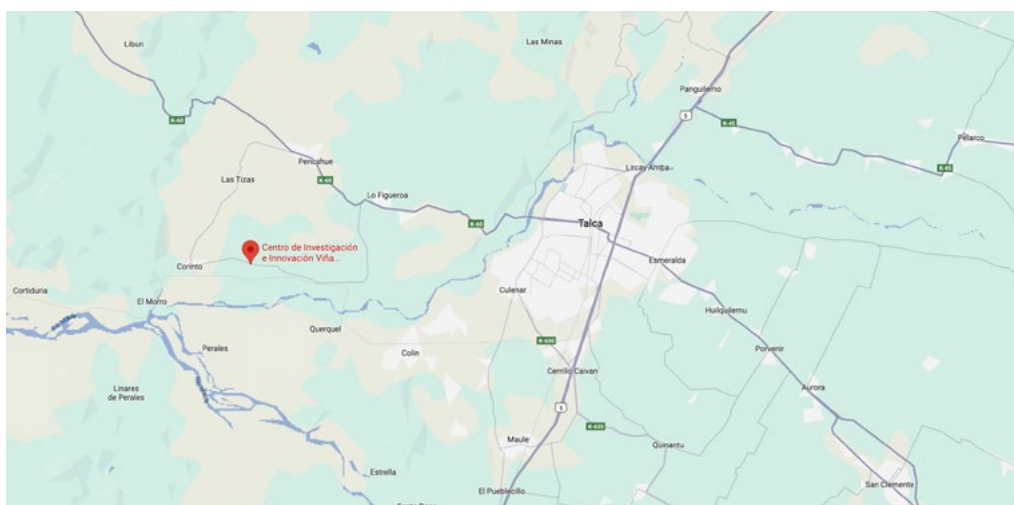 Libun
Las Minas
Panguilemo
K-60
5
K-45
Pelarco
Pencahue
Lircay Arriba
K-45
Las Tizas
K-60
Lo Figueroa
K-60
Talca
Centro de Investigación
e Innovación Viña...
Corinto
Esmeralda
Cortiduria
El Morro
Culenar
Huilquilemu
Querquel
K-600
Perales
Colin
Porvenir
Linares
de Perales
Cerrillo Caivan
Aurora
5
K-635
Maule
Quinantu
Estrella
San Clemente
El Pueblecillo